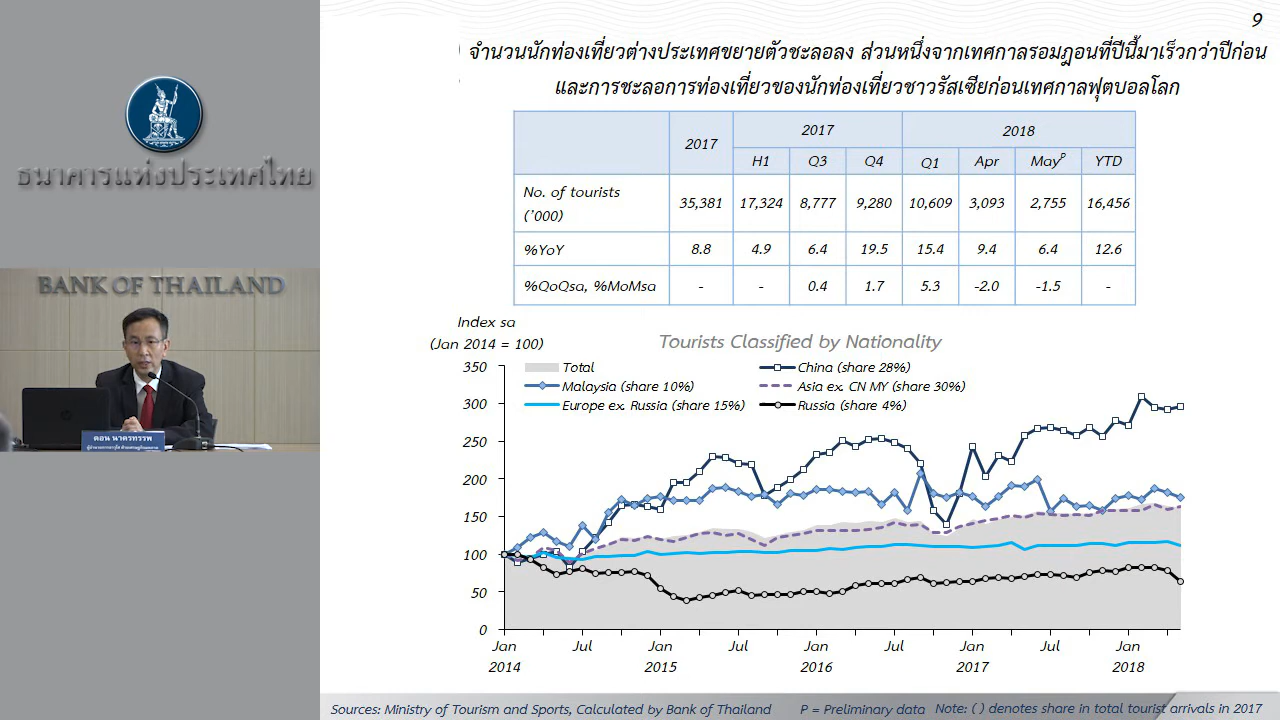 9
จำนวนนักท่องเที่ยวต่างประเทศขยายตัวชะลอลง ส่วนหนึ่งจากเทศกาลรอมฎอนที่ปีนี้มาเร็วกว่าปีก่อน
และการชะลอการท่องเที่ยวของนักท่องเที่ยวชาวรัสเซียก่อนเทศกาลฟุตบอลโลก
ธนาคารแห่งประเทศไทย
BANK OF THAILAND
ดอน นาครทรรพ
2017 2017 2018
H1 Q3 Q4 Q1 Apr May^P YTD
No. of tourists ('000) 35,381 17,324 8,777 9,280 10,609 3,093 2,755 16,456
%YoY 8.8 4.9 6.4 19.5 15.4 9.4 6.4 12.6
%QoQsa, %MoMsa - - 0.4 1.7 5.3 -2.0 -1.5 -
Index sa
(Jan 2014 = 100)
Tourists Classified by Nationality
Total China (share 28%)
Malaysia (share 10%) Asia ex. CN MY (share 30%)
Europe ex. Russia (share 15%) Russia (share 4%)
350
300
250
200
150
100
50
0
Jan Jul Jan Jul Jan Jul Jan Jul Jan
2014 2015 2016 2017 2018
Sources: Ministry of Tourism and Sports, Calculated by Bank of Thailand P = Preliminary data Note: ( ) denotes share in total tourist arrivals in 2017